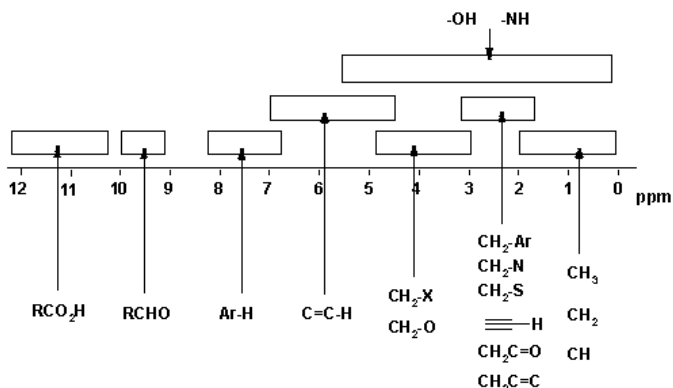 -OH -NH
12 11 10 9 8 7 6 5 4 3 2 1 0 ppm
RCO₂H
RCHO
Ar-H
C=C-H
CH₂-X
CH₂-O
CH₂-Ar
CH₂-N
CH₂-S
≡-H
CH₂C=O
CH₂C=C
CH₃
CH₂
CH